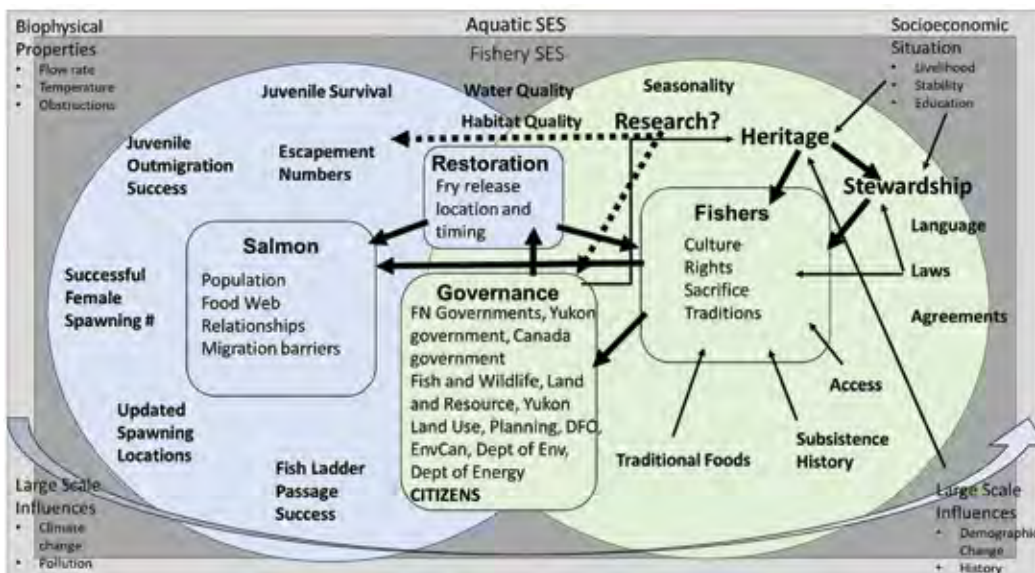 Biophysical
Properties
• Flow rate
• Temperature
• Obstructions
Aquatic SES
Fishery SES
Socioeconomic
Situation
• Livelihood
• Stability
• Education
Juvenile Survival
Water Quality
Habitat Quality
Seasonality
Research?
Heritage
Stewardship
Juvenile
Outmigration
Success
Escapement
Numbers
Restoration
Fry release
location and
timing
Salmon
Population
Food Web
Relationships
Migration barriers
Successful
Female
Spawning #
Governance
FN Governments, Yukon
government, Canada
government
Fish and Wildlife, Land
and Resource, Yukon
Land Use, Planning, DFO,
EnvCan, Dept of Env,
Dept of Energy
CITIZENS
Fishers
Culture
Rights
Sacrifice
Traditions
Language
Laws
Agreements
Access
Subsistence
History
Traditional Foods
Updated
Spawning
Locations
Fish Ladder
Passage
Success
Large Scale
Influences
• Climate
change
• Pollution
Large Scale
Influences
• Demographic
Change
• History